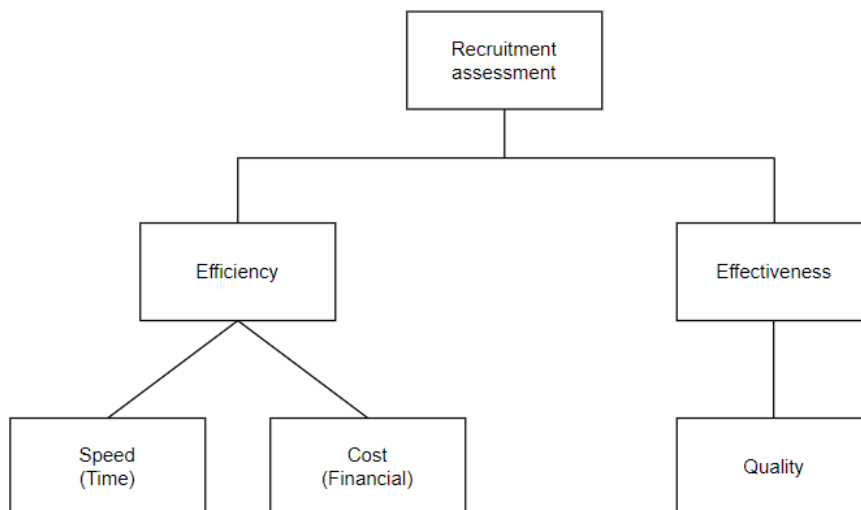 Recruitment
assessment
Efficiency
Effectiveness
Speed
(Time)
Cost
(Financial)
Quality